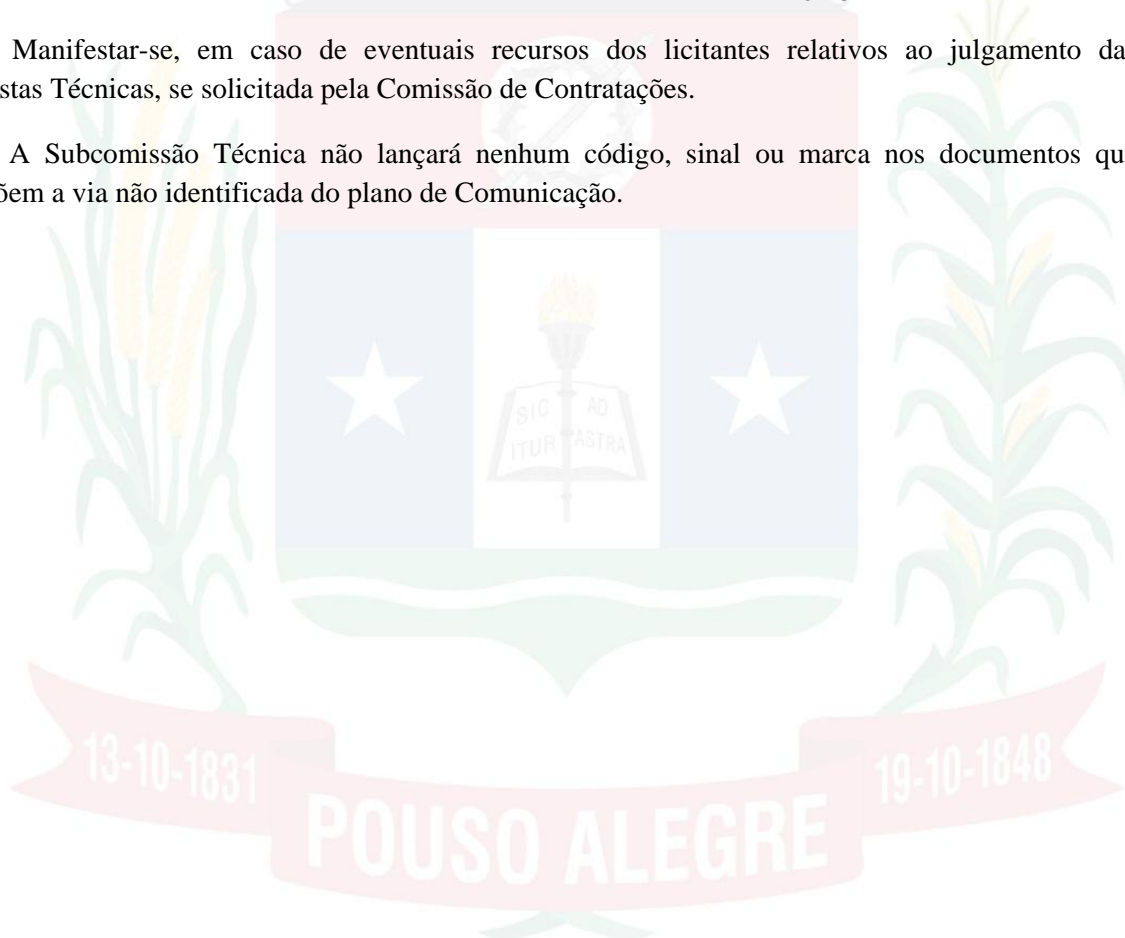 Manifestar-se, em caso de eventuais recursos dos licitantes relativos ao julgamento da
stas Técnicas, se solicitada pela Comissão de Contratações.
A Subcomissão Técnica não lançará nenhum código, sinal ou marca nos documentos qu
õem a via não identificada do plano de Comunicação.
SIC AD
ITUR ASTRA
13-10-1831
19-10-1848
POUSO ALEGRE